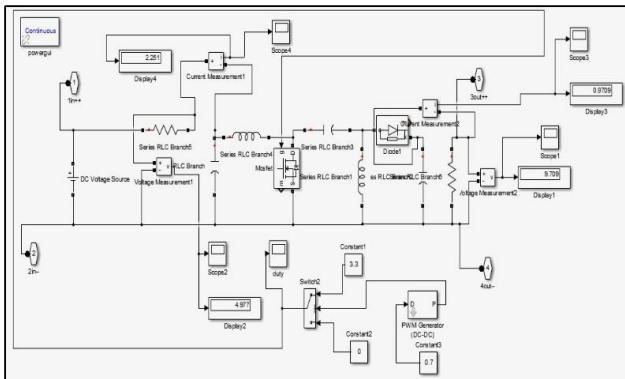 Continuous
powergui
2.251
Display4
Current Measurement1
Scope4
Scope3
0.9709
Display3
1
1in++
3
3out++
Series RLC Branch5
Series RLC Branch4
Series RLC Branch3
Diode1
Mosfet
Series RLC Branch1
DC Voltage Source
Voltage Measurement1
Voltage Measurement2
Scope1
9.709
Display1
2
2in--
Scope2
4.977
Display2
duty
Switch2
Constant1
3.3
Constant2
0
D
P
PWM Generator
(DC-DC)
Constant3
0.7
4
4out--